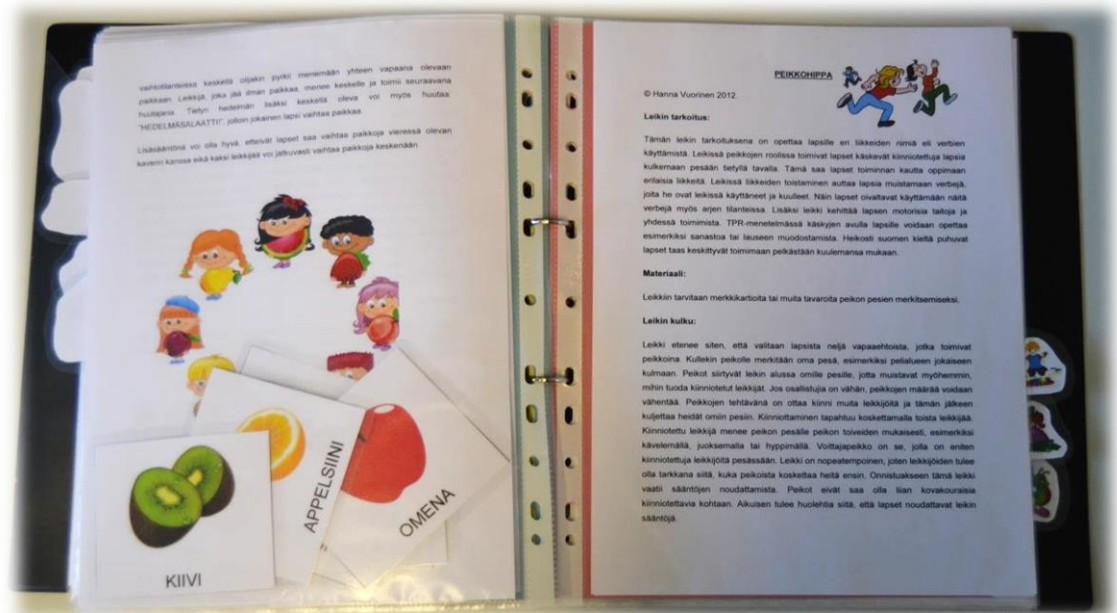 vaihtotilanteissa keskeltä olijakin pyrkii menemään yhteen vapaana olevaan
paikkaan. Leikkijä, joka jää ilman paikkaa, menee keskelle ja toimii seuraavana
huutajana. Tietyn hedelmän lisäksi keskellä oleva voi myös huutaa:
"HEDELMÄSALAATTI!", jolloin jokainen lapsi vaihtaa paikkaa.
Lisäsääntönä voi olla hyvä, etteivät lapset saa vaihtaa paikkoja vieressä olevan
kaverin kanssa eikä kaksi leikkijää voi jatkuvasti vaihtaa paikkoja keskenään.
KIIVI
APPELSIINI
OMENA
PEIKKOHIPPA
© Hanna Vuorinen 2012.
Leikin tarkoitus:
Tämän leikin tarkoituksena on opettaa lapsille eri liikkeiden nimiä eli verbien
käyttämistä. Leikissä peikkojen roolissa toimivat lapset käskevät kiinniotettuja lapsia
kulkemaan pesään tietyllä tavalla. Tämä saa lapset toiminnan kautta oppimaan
erilaisia liikkeitä. Leikissä liikkeiden toistaminen auttaa lapsia muistamaan verbejä,
joita he ovat leikissä käyttäneet ja kuulleet. Näin lapset oivaltavat käyttämään näitä
verbejä myös arjen tilanteissa. Lisäksi leikki kehittää lapsen motorisia taitoja ja
yhdessä toimimista. TPR-menetelmässä käskyjen avulla lapsille voidaan opettaa
esimerkiksi sanastoa tai lauseen muodostamista. Heikosti suomen kieltä puhuvat
lapset taas keskittyvät toimimaan pelkästään kuulemansa mukaan.
Materiaali:
Leikkiin tarvitaan merkkikartioita tai muita tavaroita peikon pesien merkitsemiseksi.
Leikin kulku:
Leikki etenee siten, että valitaan lapsista neljä vapaaehtoista, jotka toimivat
peikkoina. Kullekin peikolle merkitään oma pesä, esimerkiksi pelialueen jokaiseen
kulmaan. Peikot siirtyvät leikin alussa omille pesille, jotta muistavat myöhemmin,
mihin tuoda kiinniotetut leikkijät. Jos osallistujia on vähän, peikkojen määrää voidaan
vähentää. Peikkojen tehtävänä on ottaa kiinni muita leikkijöitä ja tämän jälkeen
kuljettaa heidät omiin pesiin. Kiinniottaminen tapahtuu koskettamalla toista leikkijää.
Kiinniotettu leikkijä menee peikon pesälle peikon toiveiden mukaisesti, esimerkiksi
kävelemällä, juoksemalla tai hyppimällä. Voittajapeikko on se, jolla on eniten
kiinniotettuja leikkijöitä pesässään. Leikki on nopeatempoinen, joten leikkijöiden tulee
olla tarkkana siitä, kuka peikoista koskettaa heitä ensin. Onnistuakseen tämä leikki
vaatii sääntöjen noudattamista. Peikot eivät saa olla liian kovakouraisia
kiinniotettavia kohtaan. Aikuisen tulee huolehtia siitä, että lapset noudattavat leikin
sääntöjä.